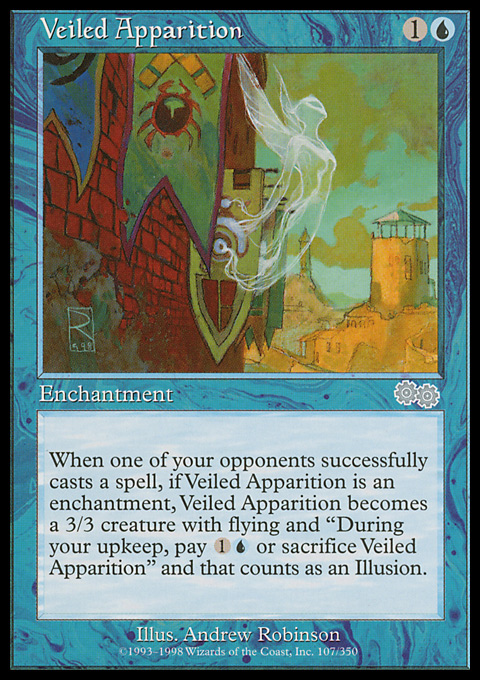 Veiled Apparition 1
R
598
Enchantment
When one of your opponents successfully
casts a spell, if Veiled Apparition is an
enchantment, Veiled Apparition becomes
a 3/3 creature with flying and “During
your upkeep, pay 1 or sacrifice Veiled
Apparition” and that counts as an Illusion.
Illus. Andrew Robinson
©1993–1998 Wizards of the Coast, Inc. 107/350